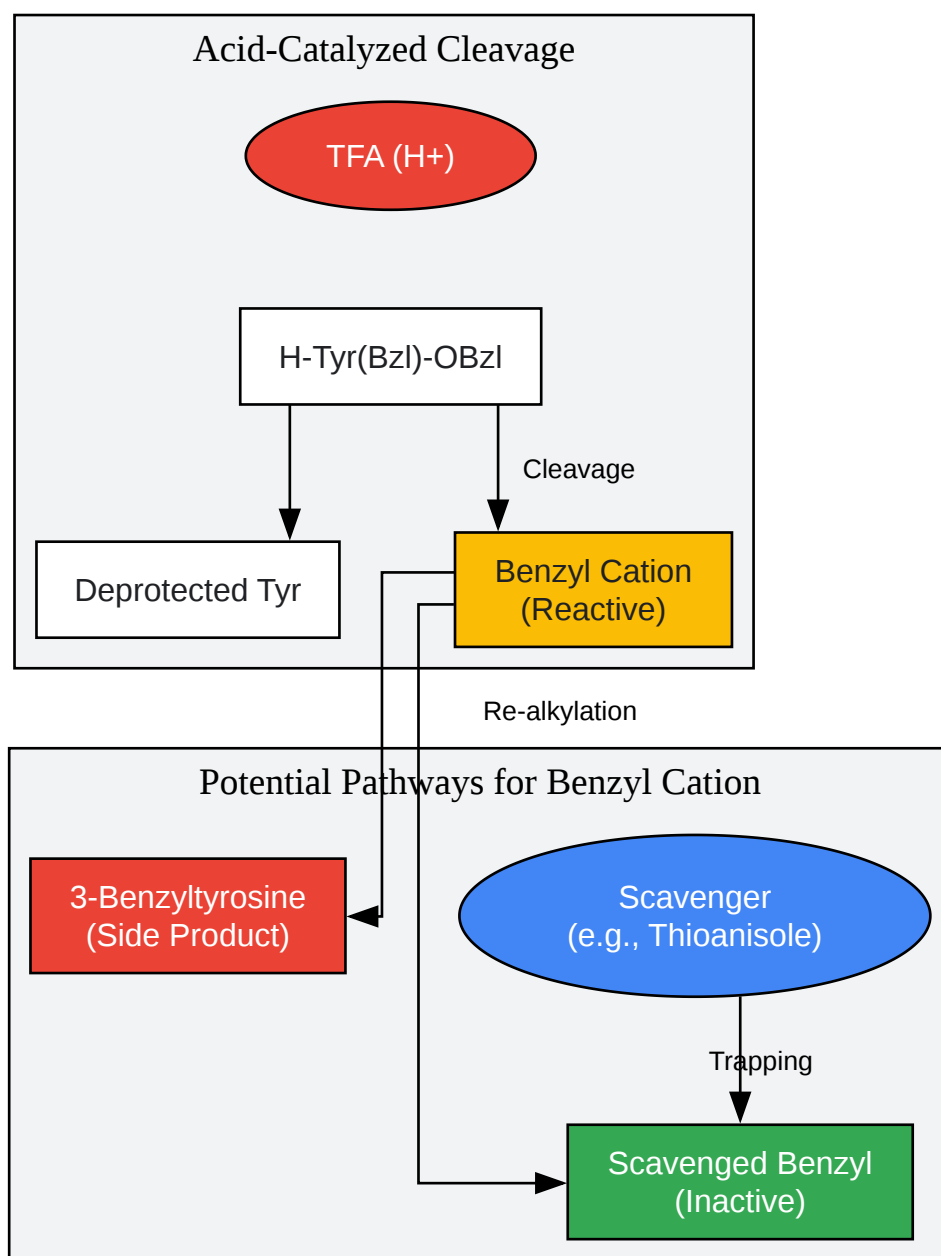 Acid-Catalyzed Cleavage
TFA (H+)
H-Tyr(Bzl)-OBzl
Cleavage
Deprotected Tyr
Benzyl Cation
(Reactive)
Re-alkylation
Potential Pathways for Benzyl Cation
3-Benzyltyrosine
(Side Product)
Scavenger
(e.g., Thioanisole)
Trapping
Scavenged Benzyl
(Inactive)